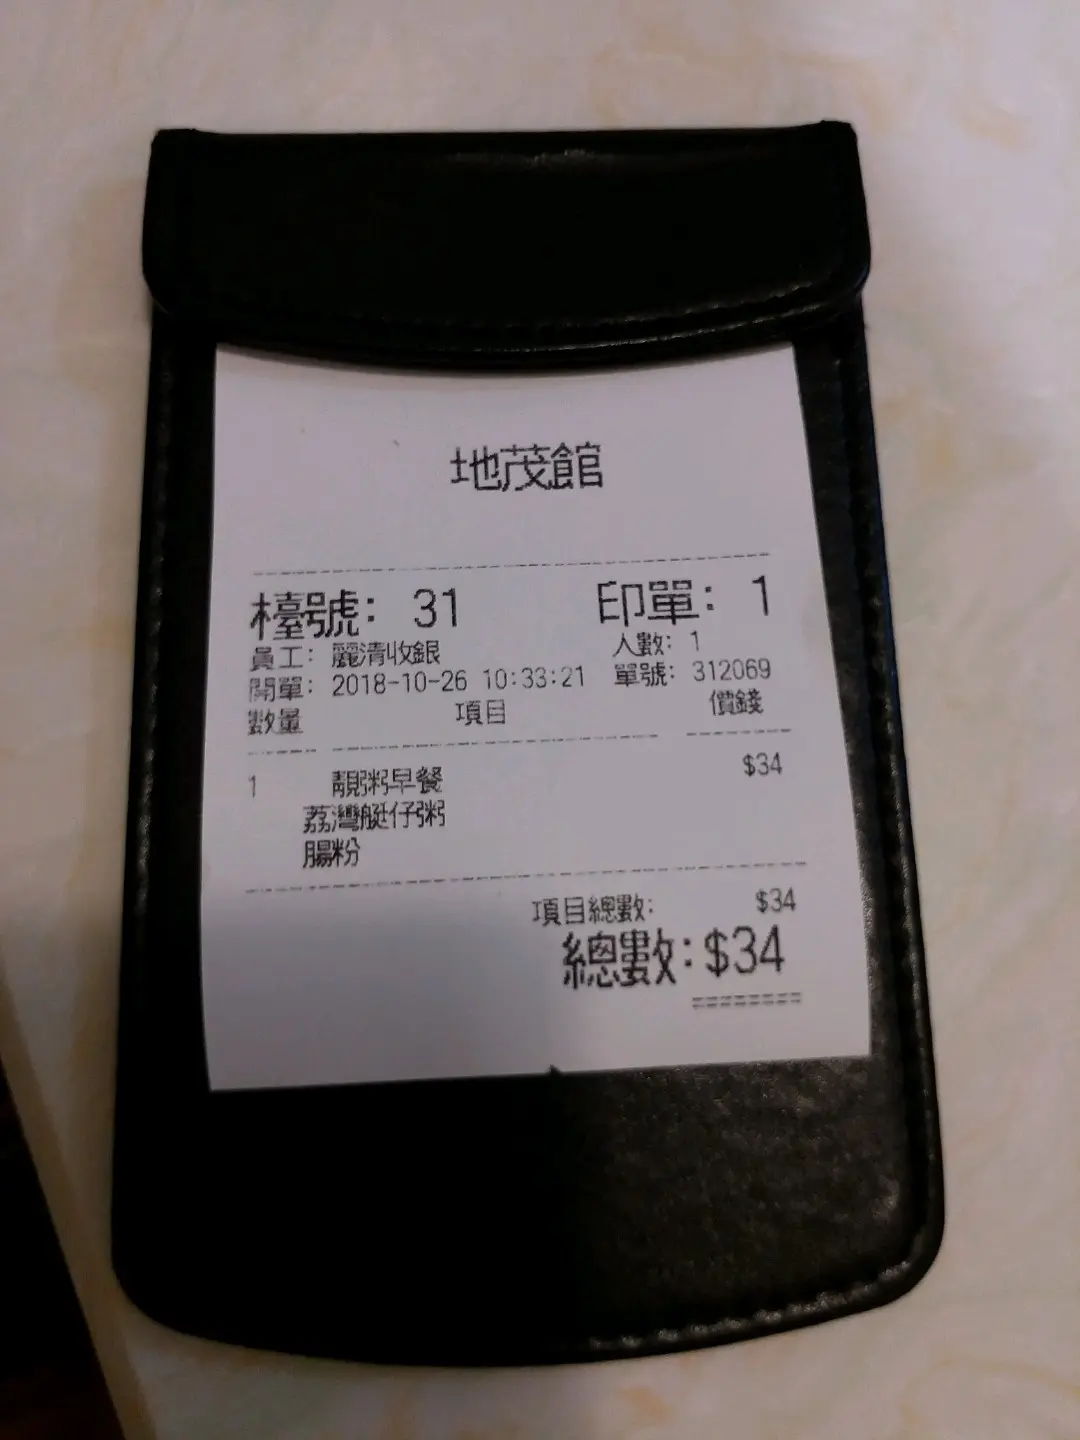 地茂館
檯號: 31 印單: 1
員工: 麗清收銀 人數: 1
開單: 2018-10-26 10:33:21 單號: 312069
數量 項目 價錢
1 靚粥早餐 $34
荔灣艇仔粥
腸粉
項目總數: $34
總數: $34